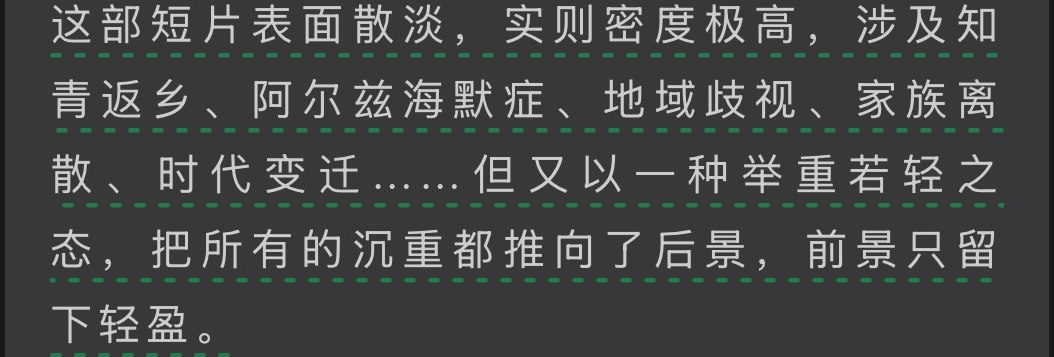 这部短片表面散淡，实则密度极高，涉及知
青返乡、阿尔兹海默症、地域歧视、家族离
散、时代变迁……但又以一种举重若轻之
态，把所有的沉重都推向了后景，前景只留
下轻盈。